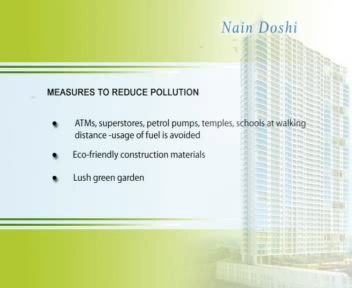 Nain Doshi
MEASURES TO REDUCE POLLUTION
• ATMs, superstores, petrol pumps, temples, schools at walking
distance -usage of fuel is avoided
• Eco-friendly construction materials
• Lush green garden